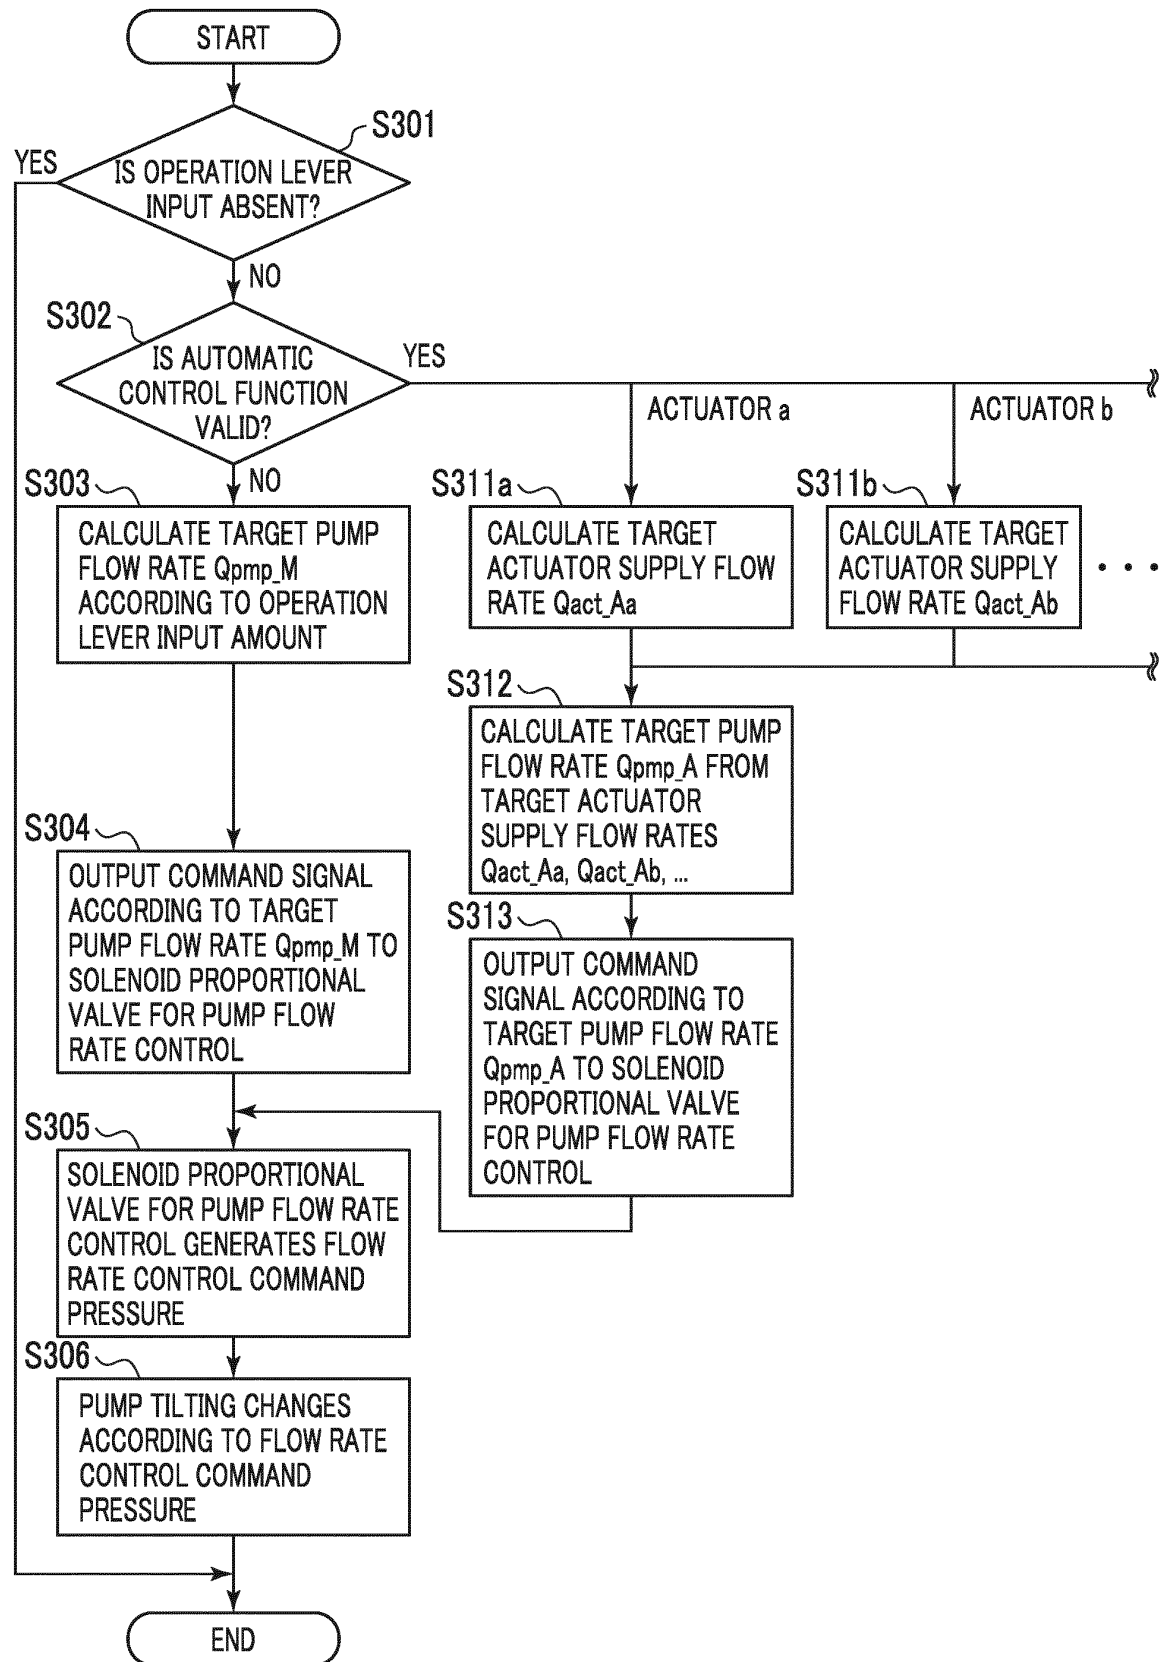 START
S301
YES
IS OPERATION LEVER
INPUT ABSENT?
NO
S302
IS AUTOMATIC
CONTROL FUNCTION
VALID?
YES
ACTUATOR a
ACTUATOR b
NO
S303
CALCULATE TARGET PUMP
FLOW RATE Qpmp_M
ACCORDING TO OPERATION
LEVER INPUT AMOUNT
S311a
CALCULATE TARGET
ACTUATOR SUPPLY FLOW
RATE Qact_Aa
S311b
CALCULATE TARGET
ACTUATOR SUPPLY
FLOW RATE Qact_Ab
• • •
S312
CALCULATE TARGET PUMP
FLOW RATE Qpmp_A FROM
TARGET ACTUATOR
SUPPLY FLOW RATES
Qact_Aa, Qact_Ab, ...
S304
OUTPUT COMMAND SIGNAL
ACCORDING TO TARGET
PUMP FLOW RATE Qpmp_M TO
SOLENOID PROPORTIONAL
VALVE FOR PUMP FLOW
RATE CONTROL
S313
OUTPUT COMMAND
SIGNAL ACCORDING TO
TARGET PUMP FLOW RATE
Qpmp_A TO SOLENOID
PROPORTIONAL VALVE
FOR PUMP FLOW RATE
CONTROL
S305
SOLENOID PROPORTIONAL
VALVE FOR PUMP FLOW RATE
CONTROL GENERATES FLOW
RATE CONTROL COMMAND
PRESSURE
S306
PUMP TILTING CHANGES
ACCORDING TO FLOW RATE
CONTROL COMMAND
PRESSURE
END